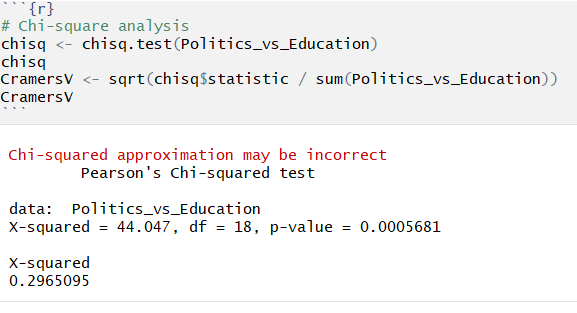 ```{r}
# Chi-square analysis
chisq <- chisq.test(Politics_vs_Education)
chisq
CramersV <- sqrt(chisq$statistic / sum(Politics_vs_Education))
CramersV
```
Chi-squared approximation may be incorrect
Pearson's Chi-squared test
data:  Politics_vs_Education
X-squared = 44.047, df = 18, p-value = 0.0005681
X-squared
0.2965095